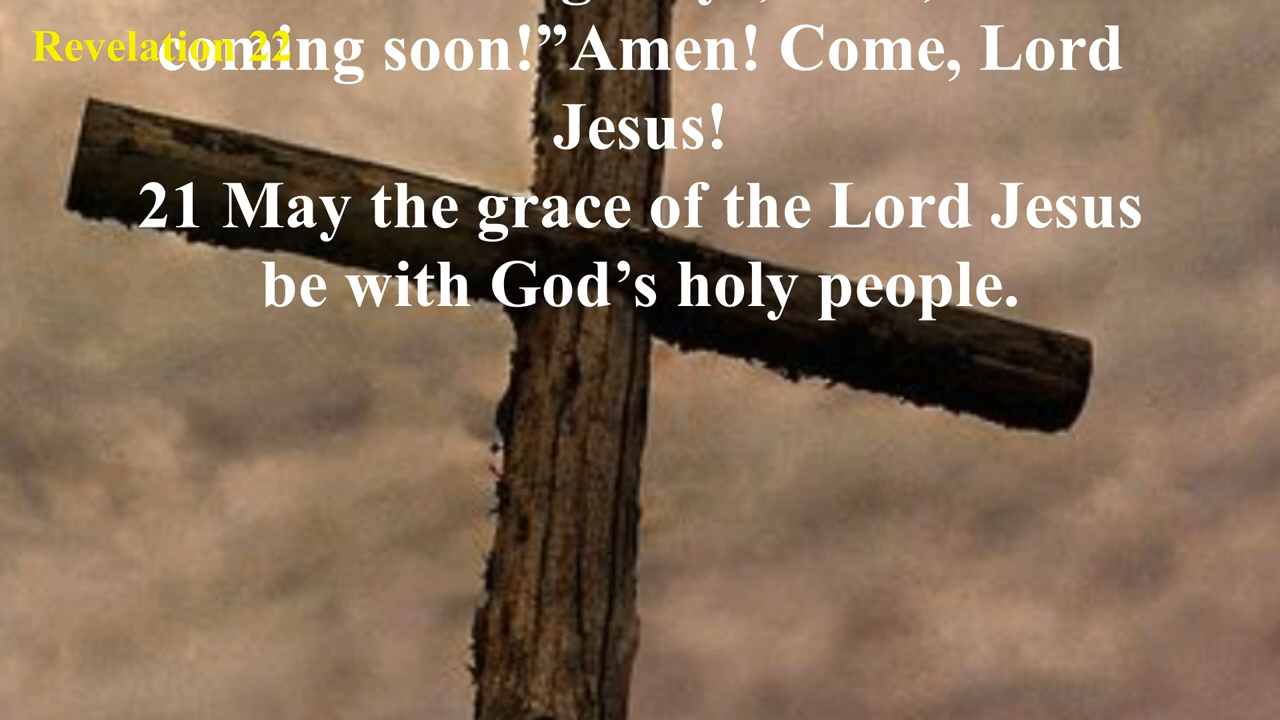 Revelation 22
coming soon!”Amen! Come, Lord
Jesus!
21 May the grace of the Lord Jesus
be with God’s holy people.